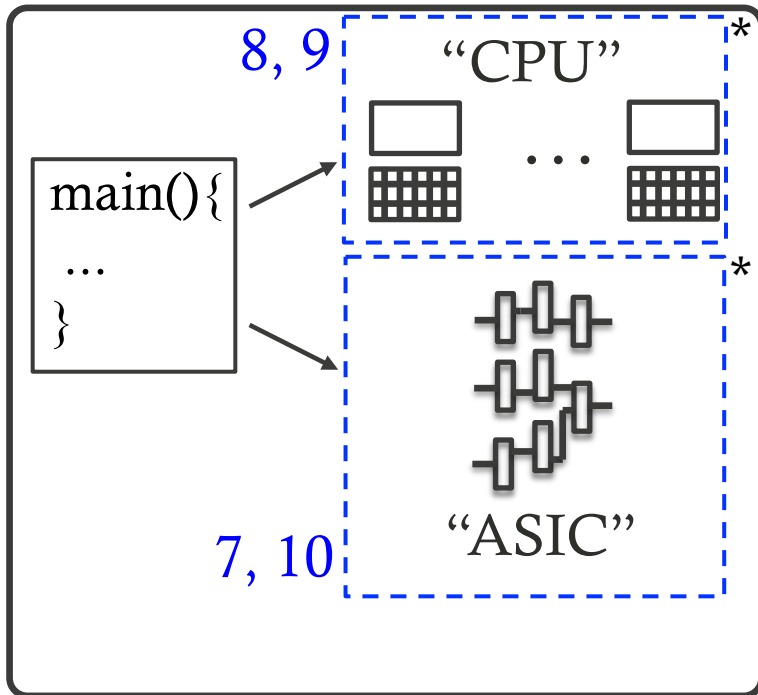 8, 9
“CPU”
*
...
main(){
...
}
*
7, 10
“ASIC”